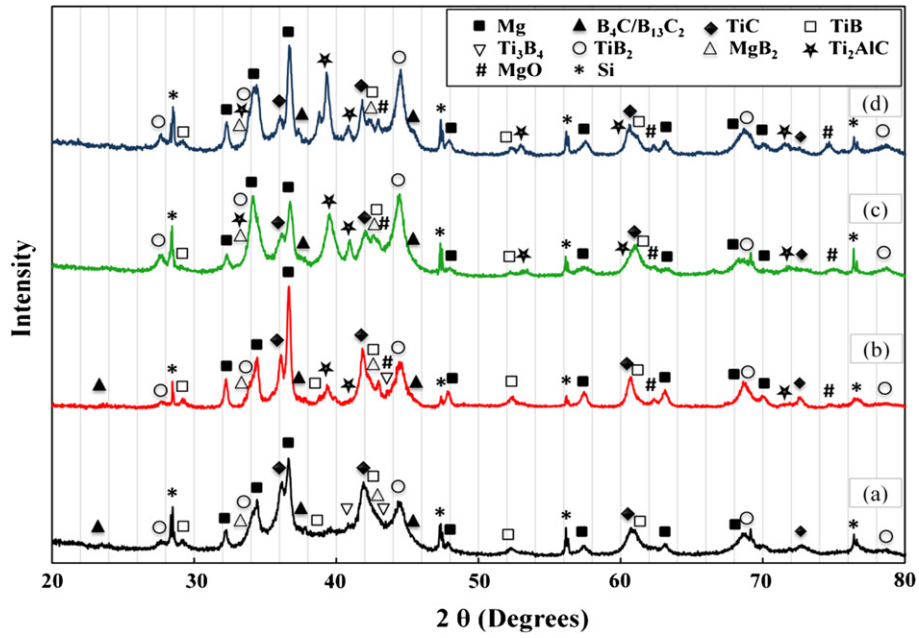 ■ Mg ▲ B₄C/B₁₃C₂ ◆ TiC □ TiB
▽ Ti₃B₄ ○ TiB₂ △ MgB₂ ★ Ti₂AlC
# MgO * Si
(d)
(c)
(b)
(a)
Intensity
20 30 40 50 60 70 80
2 θ (Degrees)